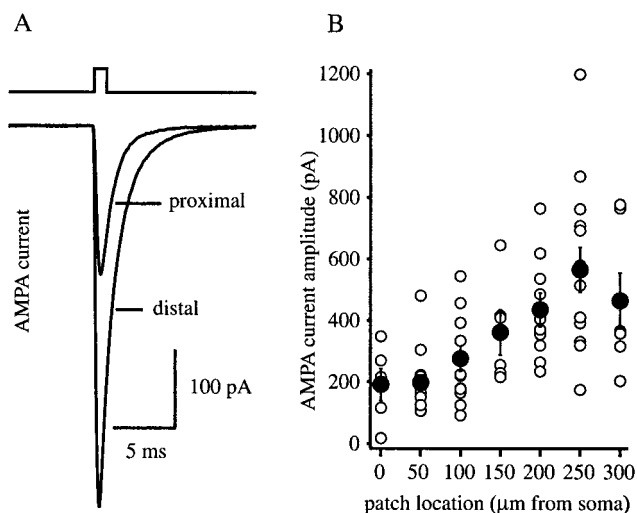 A
AMPA current
proximal
distal
100 pA
5 ms
B
AMPA current amplitude (pA)
1200
1000
800
600
400
200
0
0 50 100 150 200 250 300
patch location (μm from soma)